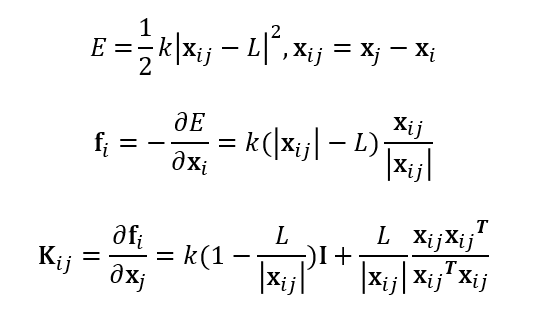 E = 1/2 k|x_ij − L|², x_ij = x_j − x_i
f_i = − ∂E/∂x_i = k(|x_ij| − L) x_ij/|x_ij|
K_ij = ∂f_i/∂x_j = k(1 − L/|x_ij|)I + L/|x_ij| x_ij x_ij^T/x_ij^T x_ij